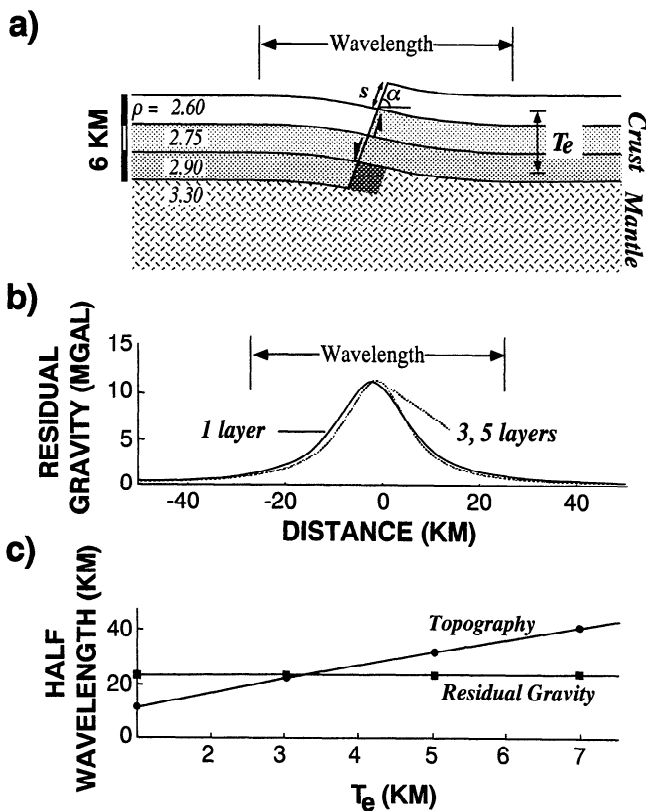 a)
Wavelength
s α
ρ = 2.60
2.75
2.90
3.30
6 KM
Te
Crust
Mantle
b)
RESIDUAL
GRAVITY (MGAL)
15
10
5
0
Wavelength
1 layer
3, 5 layers
-40 -20 0 20 40
DISTANCE (KM)
c)
HALF
WAVELENGTH (KM)
40
20
0
Topography
Residual Gravity
2 3 4 5 6 7
Te (KM)